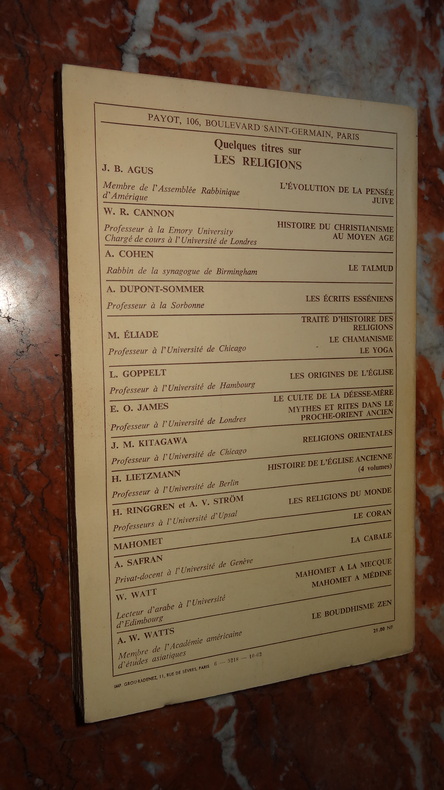 PAYOT, 106, BOULEVARD SAINT-GERMAIN, PARIS
Quelques titres sur
LES RELIGIONS
J. B. AGUS
Membre de l'Assemblée Rabbinique
d'Amérique
L'ÉVOLUTION DE LA PENSÉE
JUIVE
W. R. CANNON
Professeur à la Emory University
Chargé de cours à l'Université de Londres
HISTOIRE DU CHRISTIANISME
AU MOYEN AGE
A. COHEN
Rabbin de la synagogue de Birmingham
LE TALMUD
A. DUPONT-SOMMER
Professeur à la Sorbonne
LES ÉCRITS ESSÉNIENS
M. ÉLIADE
Professeur à l'Université de Chicago
TRAITÉ D'HISTOIRE DES
RELIGIONS
LE CHAMANISME
LE YOGA
L. GOPPELT
Professeur à l'Université de Hambourg
LES ORIGINES DE L'ÉGLISE
E. O. JAMES
Professeur à l'Université de Londres
LE CULTE DE LA DÉESSE-MÈRE
MYTHES ET RITES DANS LE
PROCHE-ORIENT ANCIEN
J. M. KITAGAWA
Professeur à l'Université de Chicago
RELIGIONS ORIENTALES
H. LIETZMANN
Professeur à l'Université de Berlin
HISTOIRE DE L'ÉGLISE ANCIENNE
(4 volumes)
H. RINGGREN et A. V. STRÖM
Professeurs à l'Université d'Upsal
LES RELIGIONS DU MONDE
MAHOMET
LE CORAN
A. SAFRAN
Privat-docent à l'Université de Genève
LA CABALE
W. WATT
Lecteur d'arabe à l'Université
d'Edimbourg
MAHOMET A LA MECQUE
MAHOMET A MÉDINE
A. W. WATTS
Membre de l'Académie américaine
d'études asiatiques
LE BOUDDHISME ZEN
PARIS